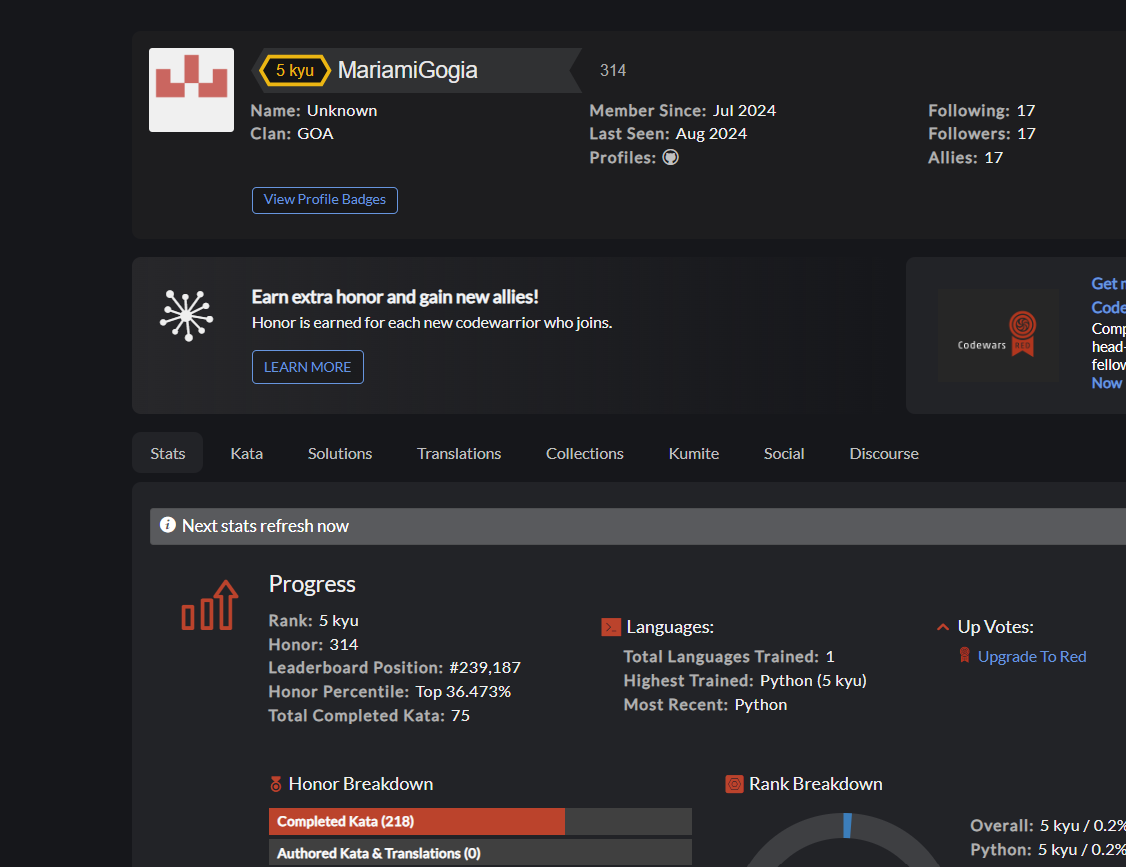 5 kyu MariamiGogia 314
Name: Unknown
Clan: GOA
Member Since: Jul 2024
Last Seen: Aug 2024
Profiles:
Following: 17
Followers: 17
Allies: 17
View Profile Badges
Earn extra honor and gain new allies!
Honor is earned for each new codewarrior who joins.
LEARN MORE
Codewars RED
Get
Code
Comp
head-
fellow
Now
Stats Kata Solutions Translations Collections Kumite Social Discourse
Next stats refresh now
Progress
Rank: 5 kyu
Honor: 314
Leaderboard Position: #239,187
Honor Percentile: Top 36.473%
Total Completed Kata: 75
>_ Languages:
Total Languages Trained: 1
Highest Trained: Python (5 kyu)
Most Recent: Python
Up Votes:
Upgrade To Red
Honor Breakdown
Completed Kata (218)
Authored Kata & Translations (0)
Rank Breakdown
Overall: 5 kyu / 0.2%
Python: 5 kyu / 0.2%